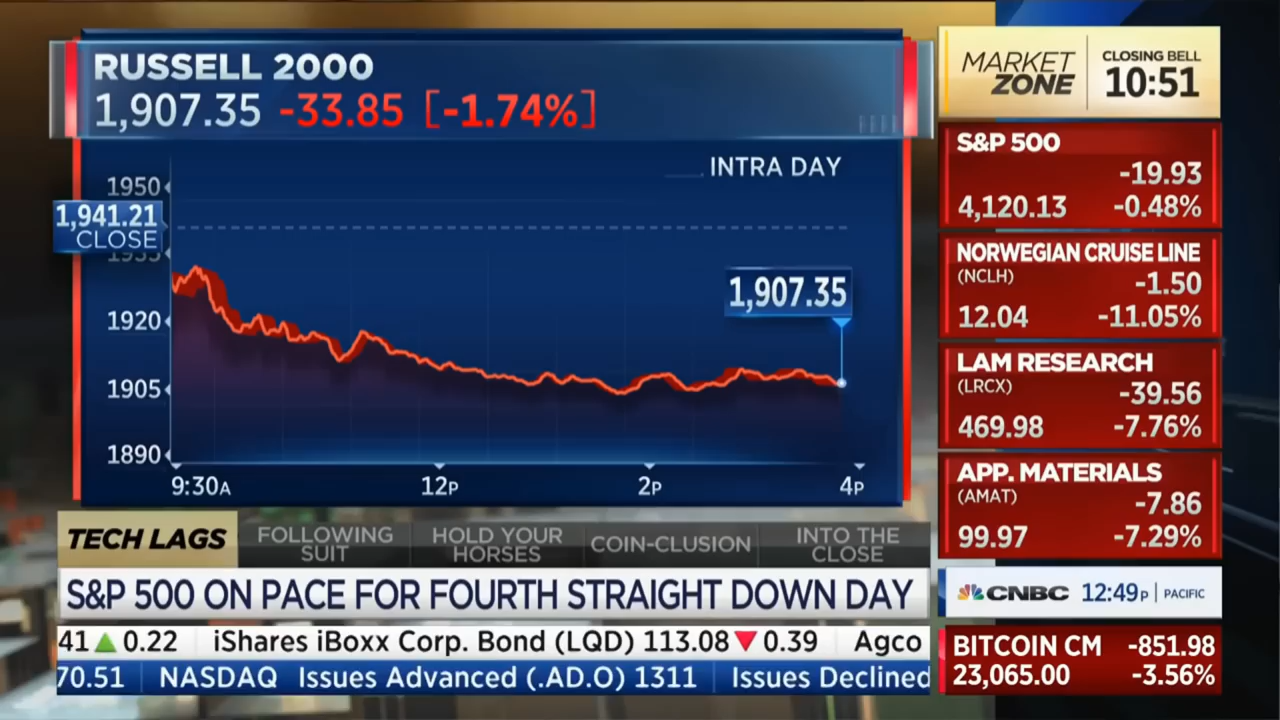 RUSSELL 2000
1,907.35 -33.85 [-1.74%]
INTRA DAY
1950
1,941.21
CLOSE
1935
1920
1905
1890
1,907.35
9:30A 12P 2P 4P
MARKET
ZONE
CLOSING BELL
10:51
S&P 500
-19.93
4,120.13 -0.48%
NORWEGIAN CRUISE LINE
(NCLH) -1.50
12.04 -11.05%
LAM RESEARCH
(LRCX) -39.56
469.98 -7.76%
APP. MATERIALS
(AMAT) -7.86
99.97 -7.29%
CNBC 12:49P | PACIFIC
BITCOIN CM -851.98
23,065.00 -3.56%
TECH LAGS
FOLLOWING
SUIT
HOLD YOUR
HORSES
COIN-CLUSION
INTO THE
CLOSE
S&P 500 ON PACE FOR FOURTH STRAIGHT DOWN DAY
41 ▲ 0.22 iShares iBoxx Corp. Bond (LQD) 113.08 ▼ 0.39 Agco
70.51 | NASDAQ Issues Advanced (.AD.O) 1311 | Issues Declined